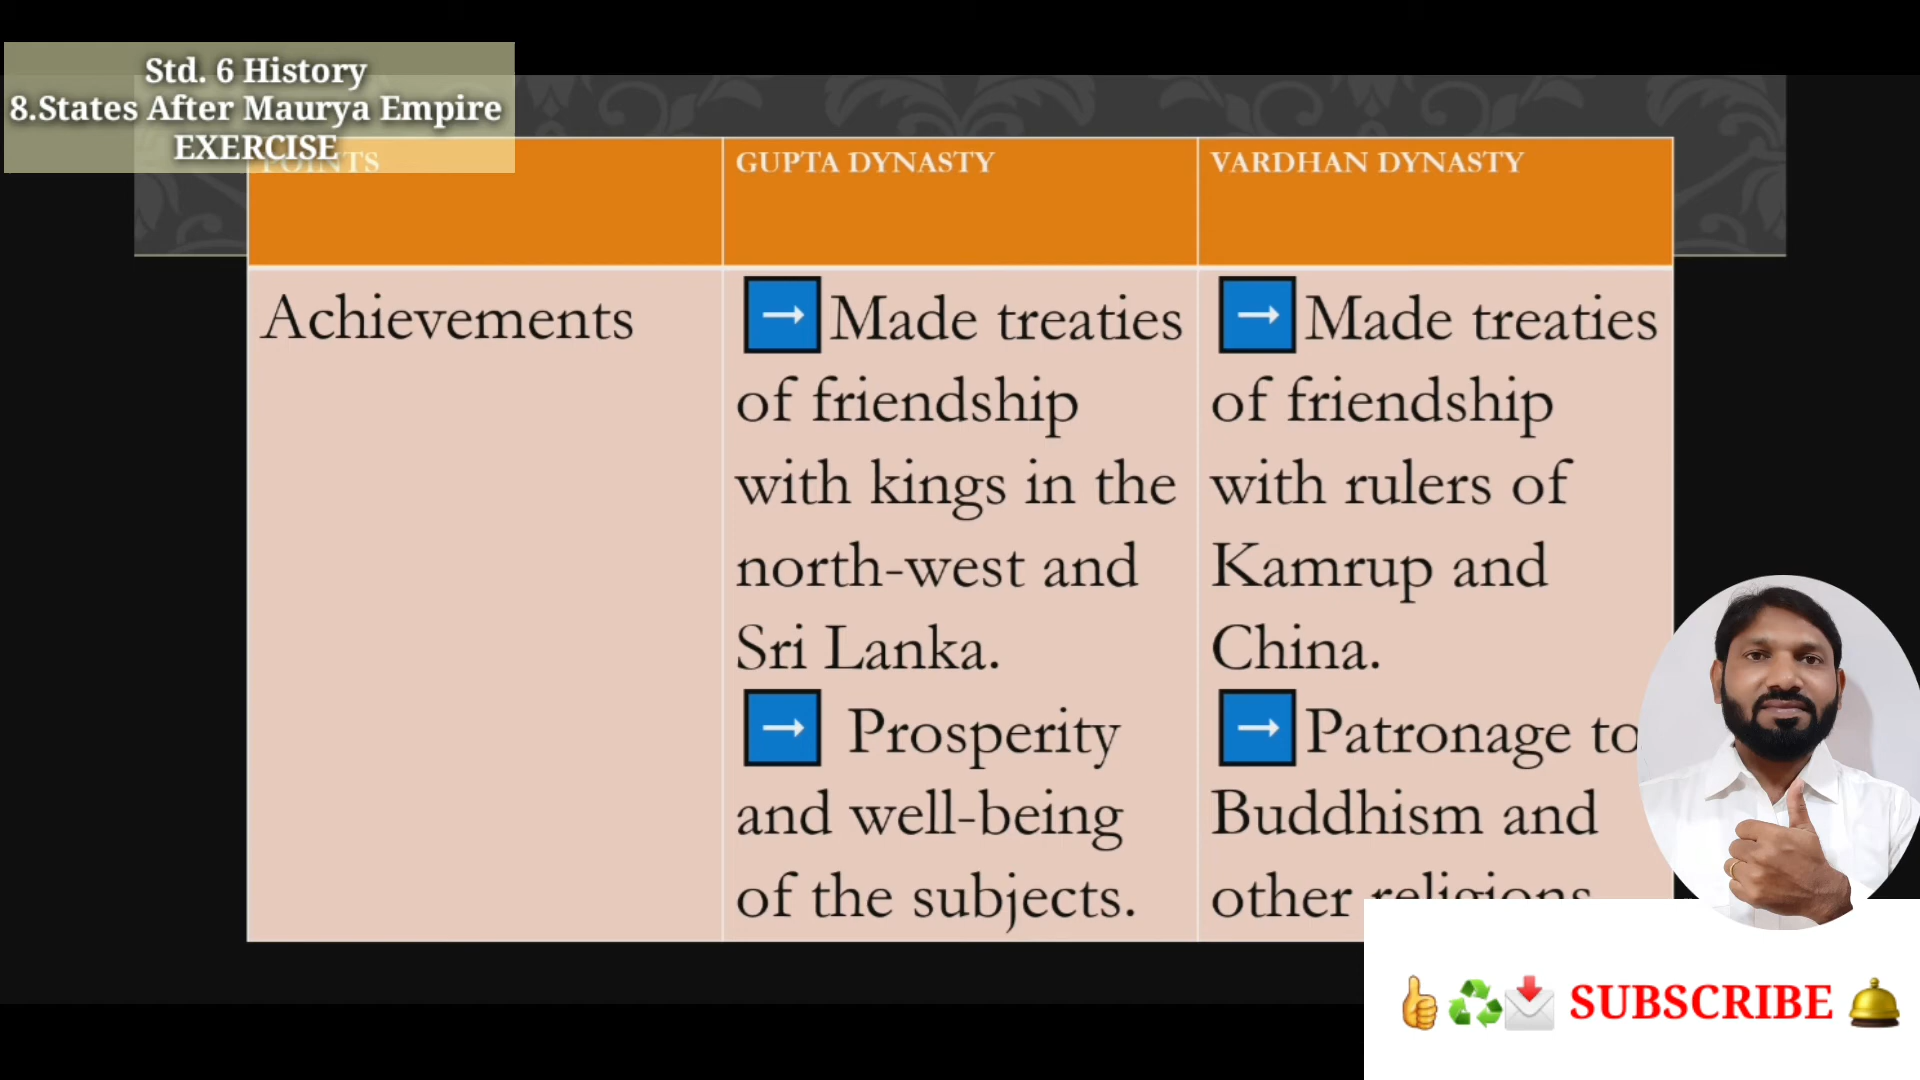 Std. 6 History
8.States After Maurya Empire
EXERCISE
POINTS
GUPTA DYNASTY
VARDHAN DYNASTY
Achievements
→ Made treaties
of friendship
with kings in the
north-west and
Sri Lanka.
→ Prosperity
and well-being
of the subjects.
→ Made treaties
of friendship
with rulers of
Kamrup and
China.
→ Patronage to
Buddhism and
other religions
SUBSCRIBE